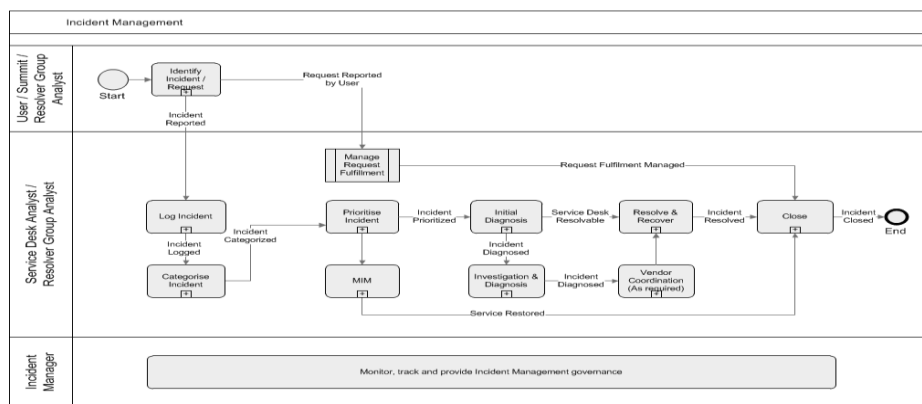 Incident Management
User / Summit /
Resolver Group
Analyst
Start
Identify
Incident /
Request
Request Reported
by User
Incident
Reported
Service Desk Analyst /
Resolver Group Analyst
Manage
Request
Fulfillment
Request Fulfilment Managed
Log Incident
Incident
Logged
Categorise
Incident
Incident
Categorized
Prioritise
Incident
Incident
Prioritized
MIM
Initial
Diagnosis
Service Desk
Resolvable
Incident
Diagnosed
Investigation &
Diagnosis
Incident
Diagnosed
Resolve &
Recover
Incident
Resolved
Vendor
Coordination
(As required)
Close
Incident
Closed
End
Service Restored
Incident
Manager
Monitor, track and provide Incident Management governance